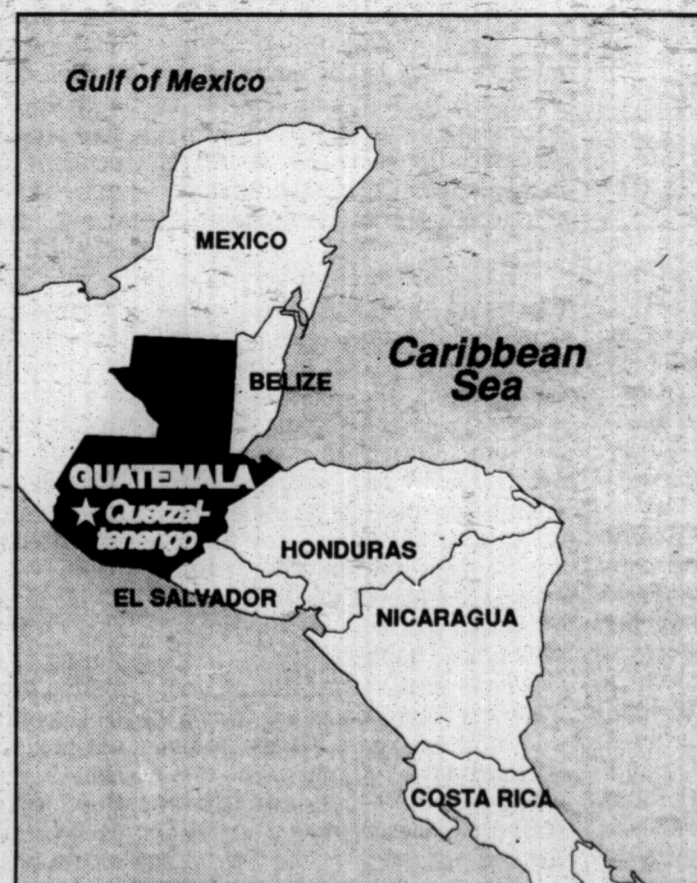 Gulf of Mexico
MEXICO
Caribbean
Sea
BELIZE
GUATEMALA
Quetzal-
tenango
HONDURAS
EL SALVADOR
NICARAGUA
COSTA RICA